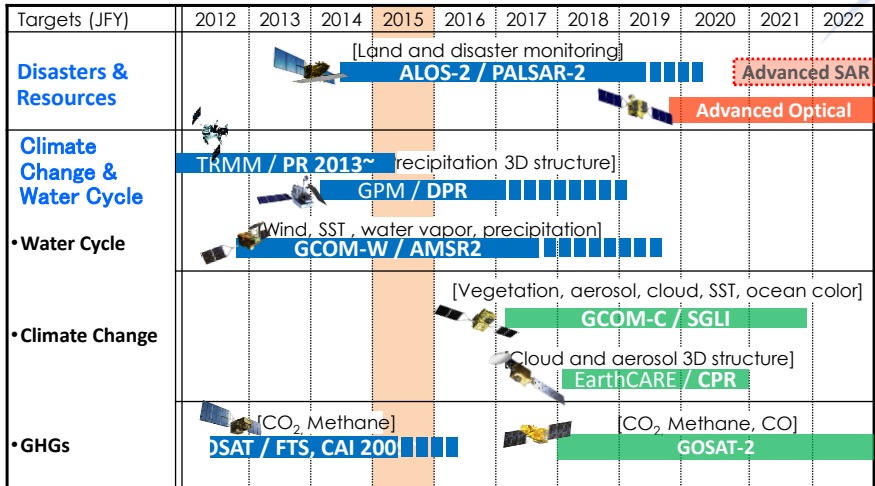 Targets (JFY) 2012 2013 2014 2015 2016 2017 2018 2019 2020 2021 2022
[Land and disaster monitoring]
Disasters & Resources
ALOS-2 / PALSAR-2
Advanced SAR
Advanced Optical
Climate Change & Water Cycle
TRMM / PR 2013~
recipitation 3D structure]
GPM / DPR
•Water Cycle
Wind, SST , water vapor, precipitation]
GCOM-W / AMSR2
[Vegetation, aerosol, cloud, SST, ocean color]
GCOM-C / SGLI
•Climate Change
[Cloud and aerosol 3D structure]
EarthCARE / CPR
[CO2, Methane]
[CO2, Methane, CO]
•GHGs
OSAT / FTS, CAI 200
GOSAT-2